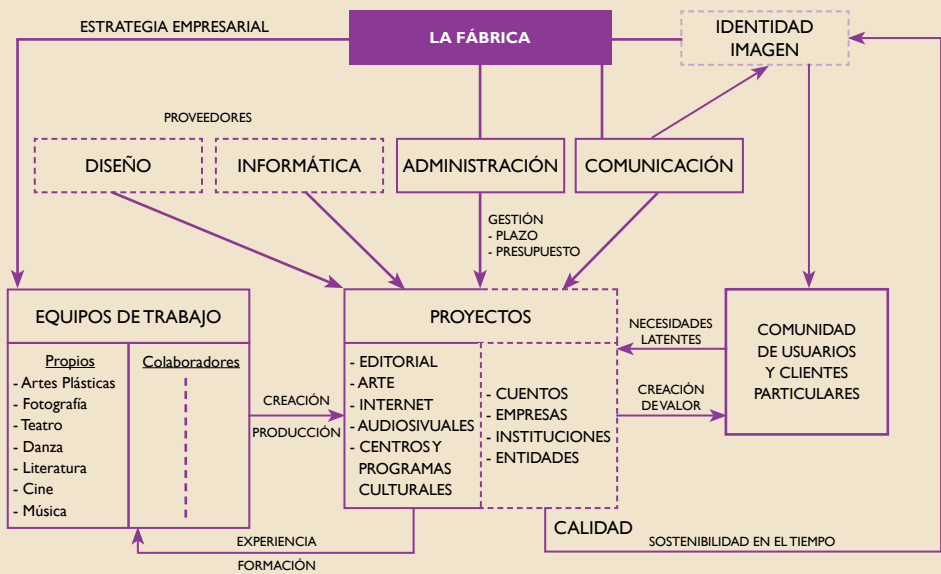 ESTRATEGIA EMPRESARIAL
LA FÁBRICA
IDENTIDAD
IMAGEN
PROVEEDORES
DISEÑO
INFORMÁTICA
ADMINISTRACIÓN
COMUNICACIÓN
GESTIÓN
- PLAZO
- PRESUPUESTO
EQUIPOS DE TRABAJO
Propios
- Artes Plásticas
- Fotografía
- Teatro
- Danza
- Literatura
- Cine
- Música
Colaboradores
CREACIÓN
PRODUCCIÓN
PROYECTOS
- EDITORIAL
- ARTE
- INTERNET
- AUDIOSIVUALES
- CENTROS Y
PROGRAMAS
CULTURALES
- CUENTOS
- EMPRESAS
- INSTITUCIONES
- ENTIDADES
NECESIDADES
LATENTES
CREACIÓN
DE VALOR
COMUNIDAD
DE USUARIOS
Y CLIENTES
PARTICULARES
EXPERIENCIA
FORMACIÓN
CALIDAD
SOSTENIBILIDAD EN EL TIEMPO